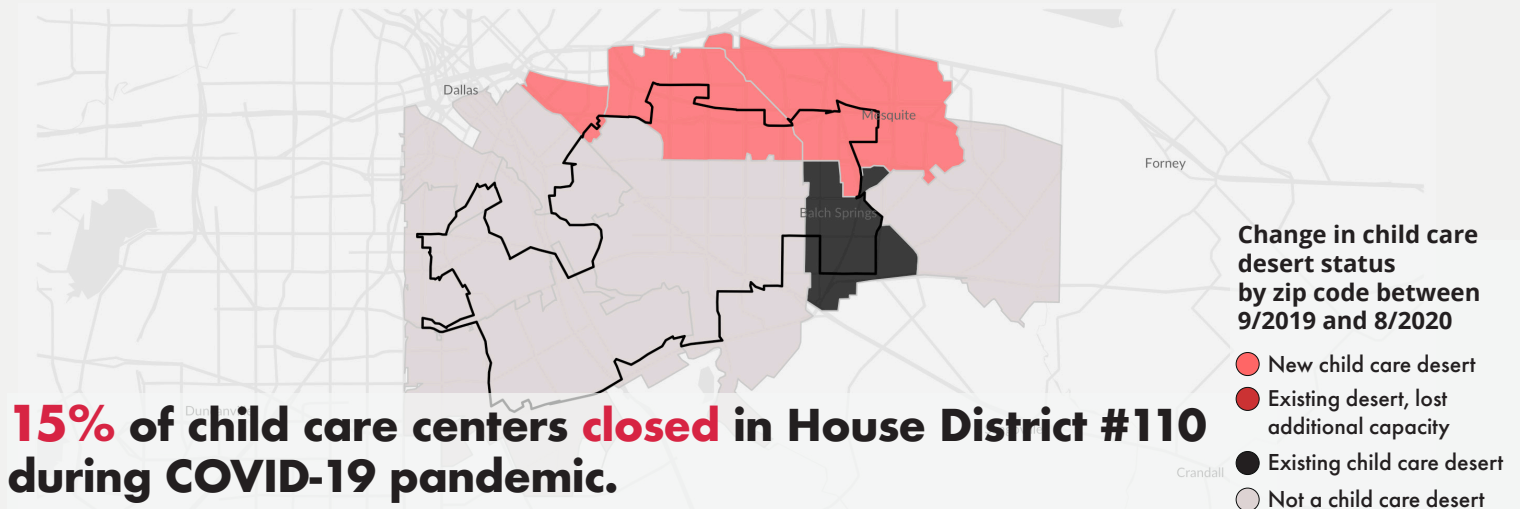 Dallas
Mesquite
Forney
Balch Springs
Change in child care
desert status
by zip code between
9/2019 and 8/2020
New child care desert
Existing desert, lost
additional capacity
Existing child care desert
Not a child care desert
15% of child care centers closed in House District #110
during COVID-19 pandemic.
Crandall